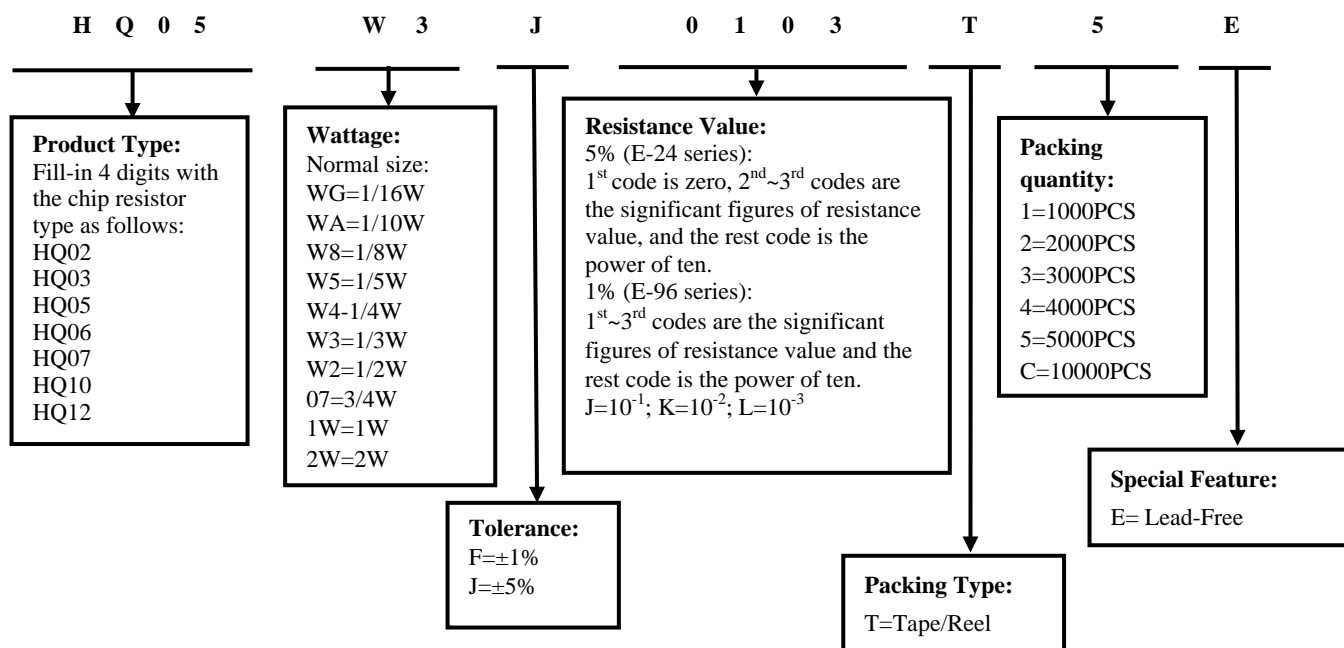 H Q 0 5 W 3 J 0 1 0 3 T 5 E
Product Type:
Fill-in 4 digits with
the chip resistor
type as follows:
HQ02
HQ03
HQ05
HQ06
HQ07
HQ10
HQ12
Wattage:
Normal size:
WG=1/16W
WA=1/10W
W8=1/8W
W5=1/5W
W4-1/4W
W3=1/3W
W2=1/2W
07=3/4W
1W=1W
2W=2W
Tolerance:
F=±1%
J=±5%
Resistance Value:
5% (E-24 series):
1st code is zero, 2nd~3rd codes are
the significant figures of resistance
value, and the rest code is the
power of ten.
1% (E-96 series):
1st~3rd codes are the significant
figures of resistance value and the
rest code is the power of ten.
J=10-1; K=10-2; L=10-3
Packing Type:
T=Tape/Reel
Packing
quantity:
1=1000PCS
2=2000PCS
3=3000PCS
4=4000PCS
5=5000PCS
C=10000PCS
Special Feature:
E= Lead-Free